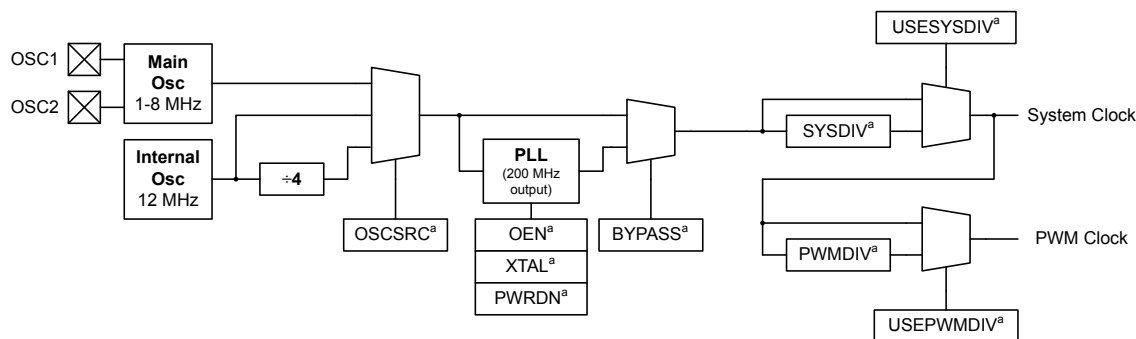 USESYSDIVᵃ
OSC1
OSC2
Main
Osc
1-8 MHz
Internal
Osc
12 MHz
÷4
OSCSRCᵃ
PLL
(200 MHz
output)
OENᵃ
XTALᵃ
PWRDNᵃ
BYPASSᵃ
SYSDIVᵃ
System Clock
PWMDIVᵃ
PWM Clock
USEPWMDIVᵃ